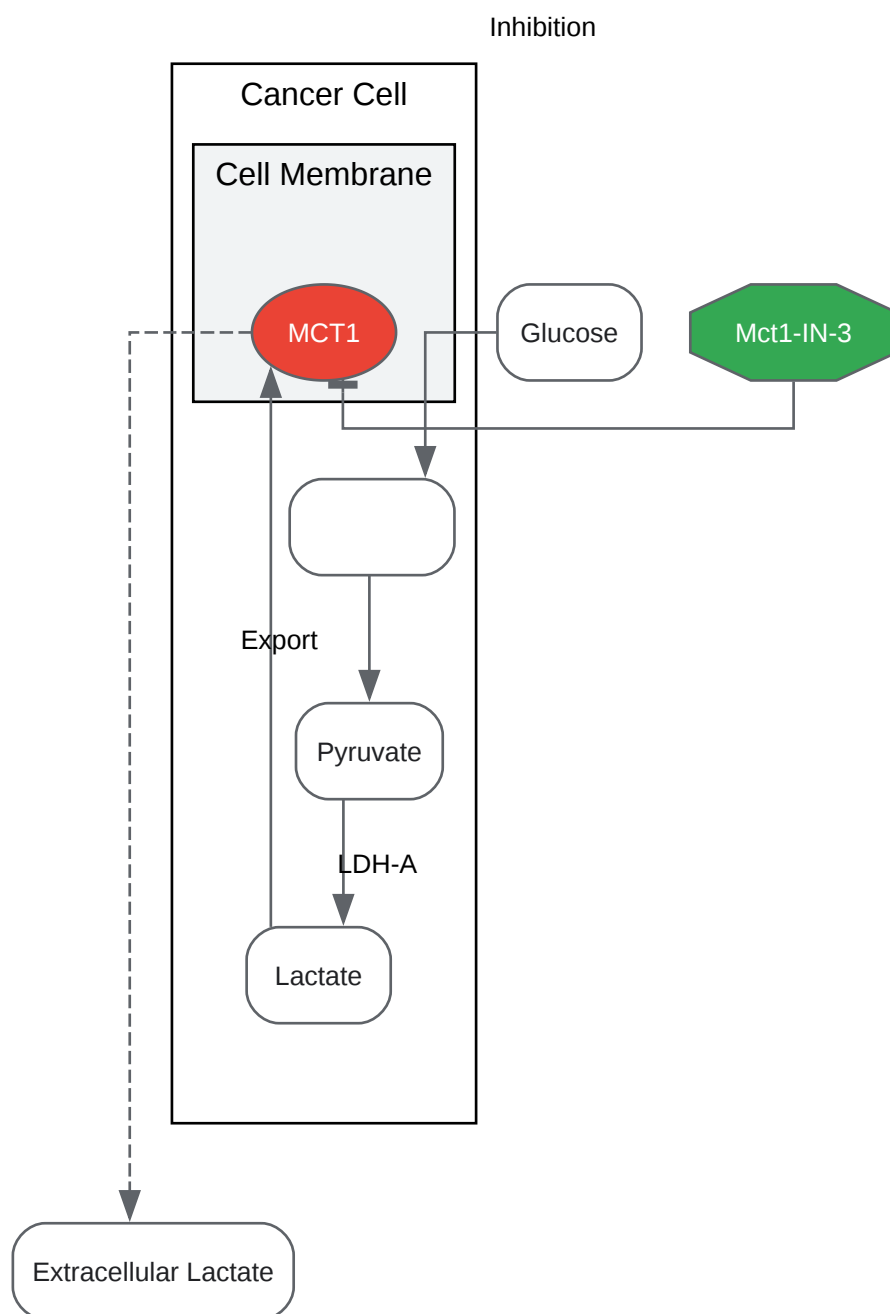 Inhibition
Cancer Cell
Cell Membrane
MCT1
Glucose
Mct1-IN-3
Export
Pyruvate
LDH-A
Lactate
Extracellular Lactate